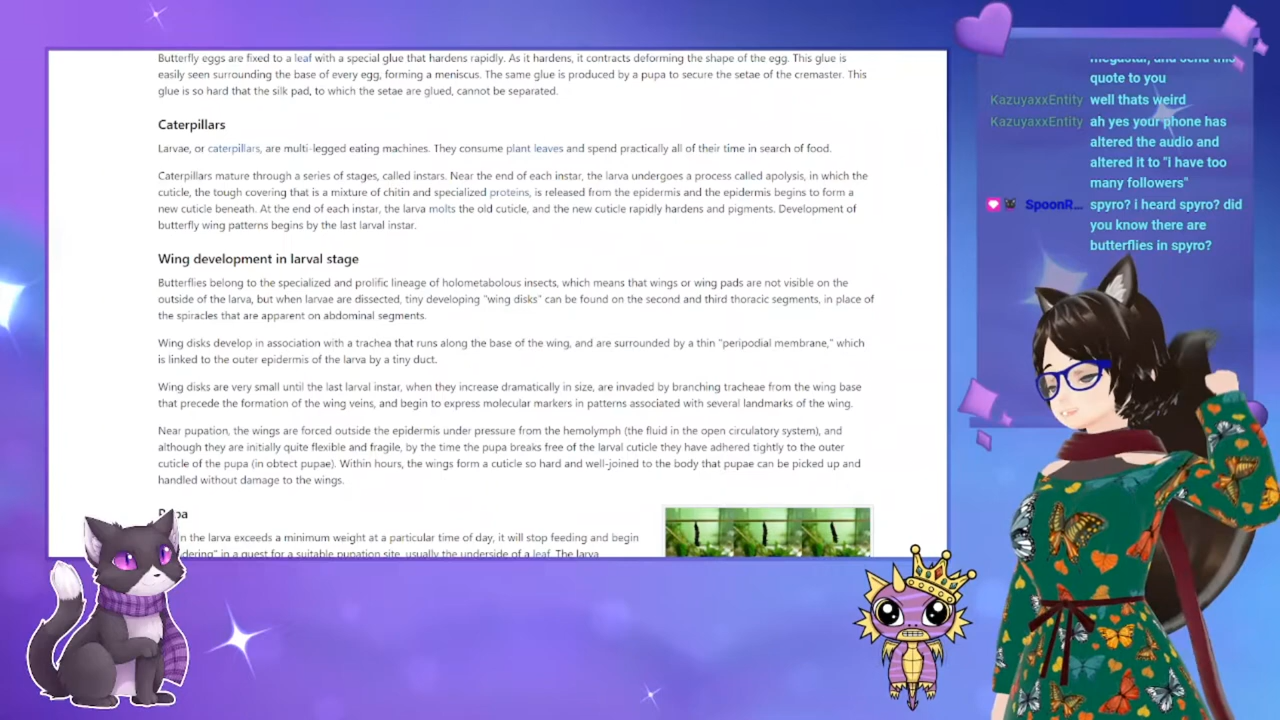 Butterfly eggs are fixed to a leaf with a special glue that hardens rapidly. As it hardens, it contracts deforming the shape of the egg. This glue is
easily seen surrounding the base of every egg, forming a meniscus. The same glue is produced by a pupa to secure the setae of the cremaster. This
glue is so hard that the silk pad, to which the setae are glued, cannot be separated.
Caterpillars
Larvae, or caterpillars, are multi-legged eating machines. They consume plant leaves and spend practically all of their time in search of food.
Caterpillars mature through a series of stages, called instars. Near the end of each instar, the larva undergoes a process called apolysis, in which the
cuticle, the tough covering that is a mixture of chitin and specialized proteins, is released from the epidermis and the epidermis begins to form a
new cuticle beneath. At the end of each instar, the larva molts the old cuticle, and the new cuticle rapidly hardens and pigments. Development of
butterfly wing patterns begins by the last larval instar.
Wing development in larval stage
Butterflies belong to the specialized and prolific lineage of holometabolous insects, which means that wings or wing pads are not visible on the
outside of the larva, but when larvae are dissected, tiny developing "wing disks" can be found on the second and third thoracic segments, in place of
the spiracles that are apparent on abdominal segments.
Wing disks develop in association with a trachea that runs along the base of the wing, and are surrounded by a thin "peripodial membrane," which
is linked to the outer epidermis of the larva by a tiny duct.
Wing disks are very small until the last larval instar, when they increase dramatically in size, are invaded by branching tracheae from the wing base
that precede the formation of the wing veins, and begin to express molecular markers in patterns associated with several landmarks of the wing.
Near pupation, the wings are forced outside the epidermis under pressure from the hemolymph (the fluid in the open circulatory system), and
although they are initially quite flexible and fragile, by the time the pupa breaks free of the larval cuticle they have adhered tightly to the outer
cuticle of the pupa (in obtect pupae). Within hours, the wings form a cuticle so hard and well-joined to the body that pupae can be picked up and
handled without damage to the wings.
the larva exceeds a minimum weight at a particular time of day, it will stop feeding and begin
in a quest for a suitable pupation site, usually the underside of a leaf. The larva
megastar, and send this
quote to you
KazuyaxxEntity well thats weird
KazuyaxxEntity ah yes your phone has
altered the audio and
altered it to "i have too
many followers"
SpoonR... spyro? i heard spyro? did
you know there are
butterflies in spyro?